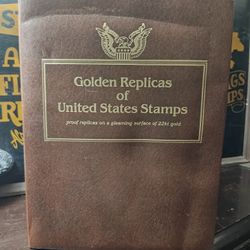 Golden Replicas
of
United States Stamps
proof replicas on a gleaming surface of 22kt gold